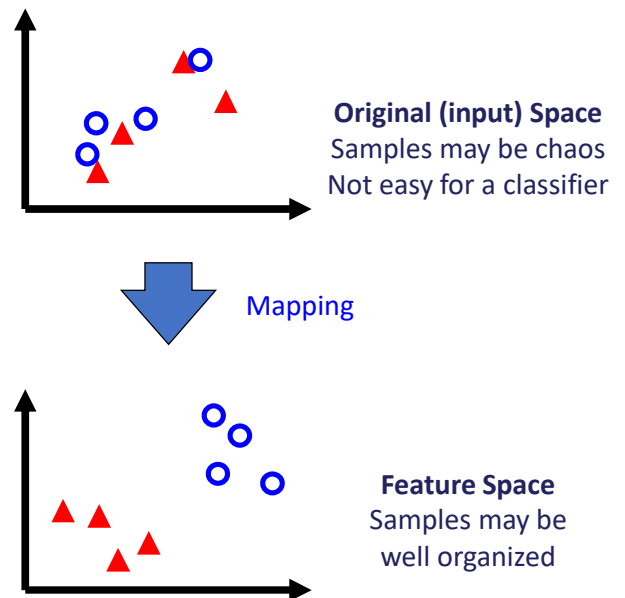 Original (input) Space
Samples may be chaos
Not easy for a classifier
Mapping
Feature Space
Samples may be
well organized